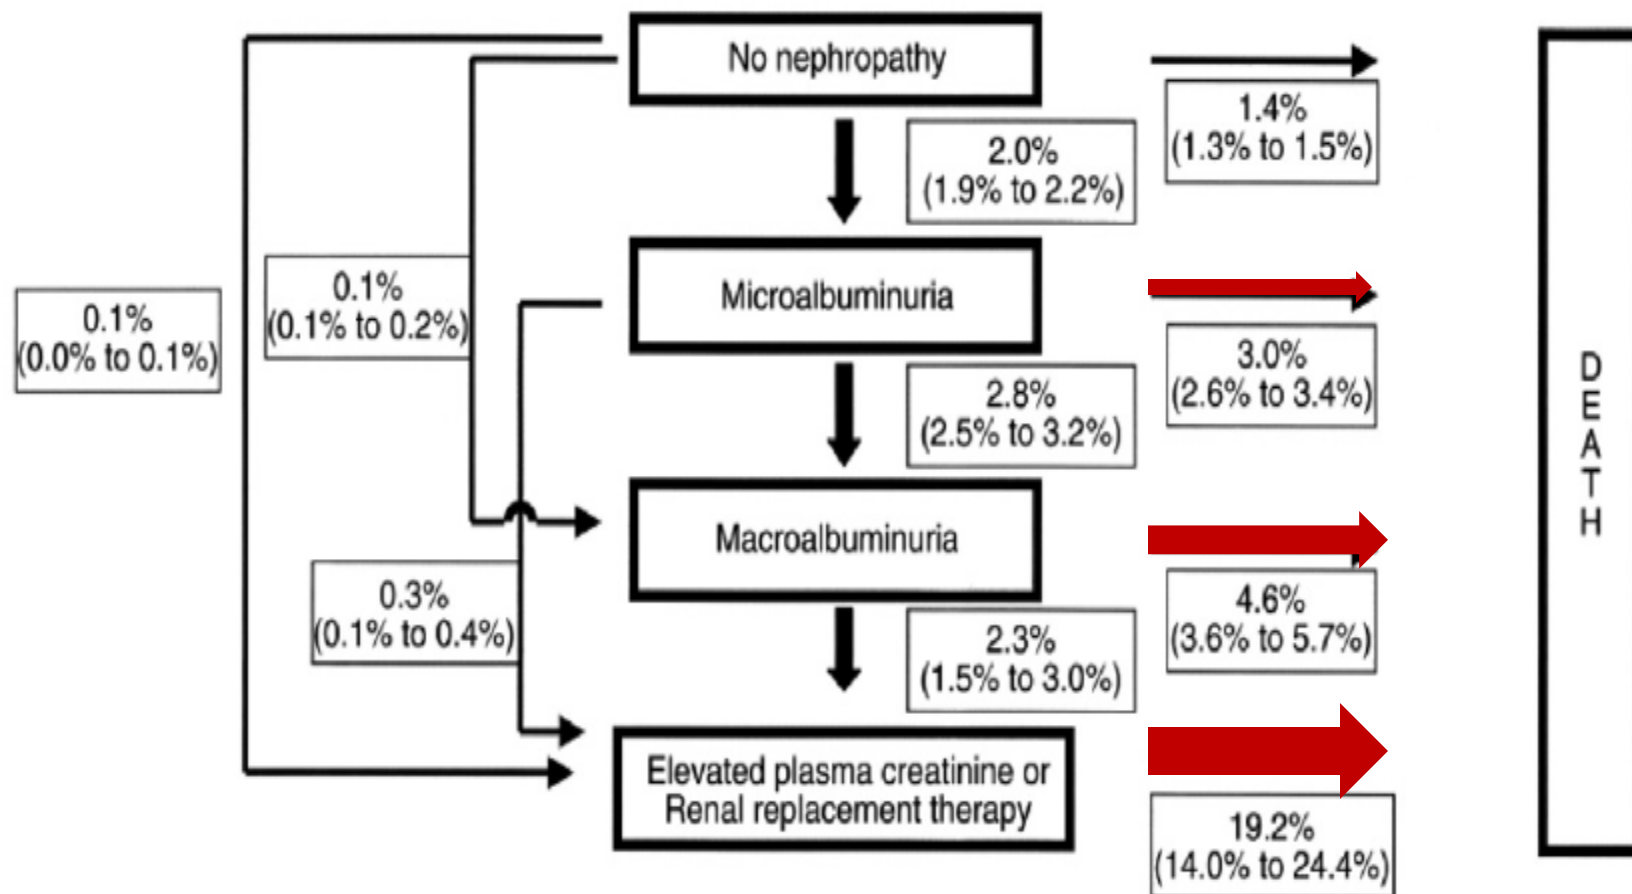 No nephropathy
1.4%
(1.3% to 1.5%)
2.0%
(1.9% to 2.2%)
0.1%
(0.0% to 0.1%)
0.1%
(0.1% to 0.2%)
Microalbuminuria
3.0%
(2.6% to 3.4%)
2.8%
(2.5% to 3.2%)
Macroalbuminuria
4.6%
(3.6% to 5.7%)
0.3%
(0.1% to 0.4%)
2.3%
(1.5% to 3.0%)
Elevated plasma creatinine or
Renal replacement therapy
19.2%
(14.0% to 24.4%)
D
E
A
T
H